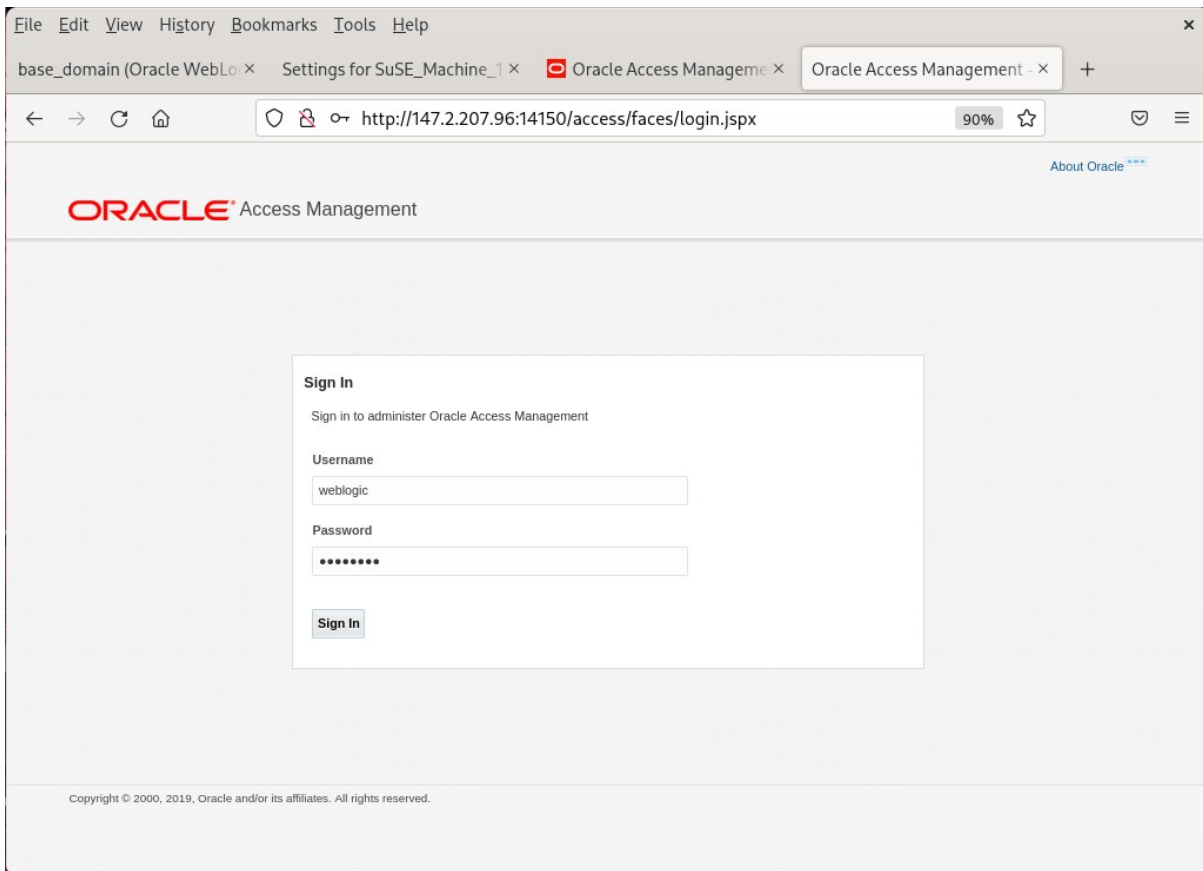 File Edit View History Bookmarks Tools Help
base_domain (Oracle WebLo Settings for SuSE_Machine_1 Oracle Access Manageme Oracle Access Management -
http://147.2.207.96:14150/access/faces/login.jspx 90%
About Oracle
ORACLE Access Management
Sign In
Sign in to administer Oracle Access Management
Username
weblogic
Password
••••••••
Sign In
Copyright © 2000, 2019, Oracle and/or its affiliates. All rights reserved.